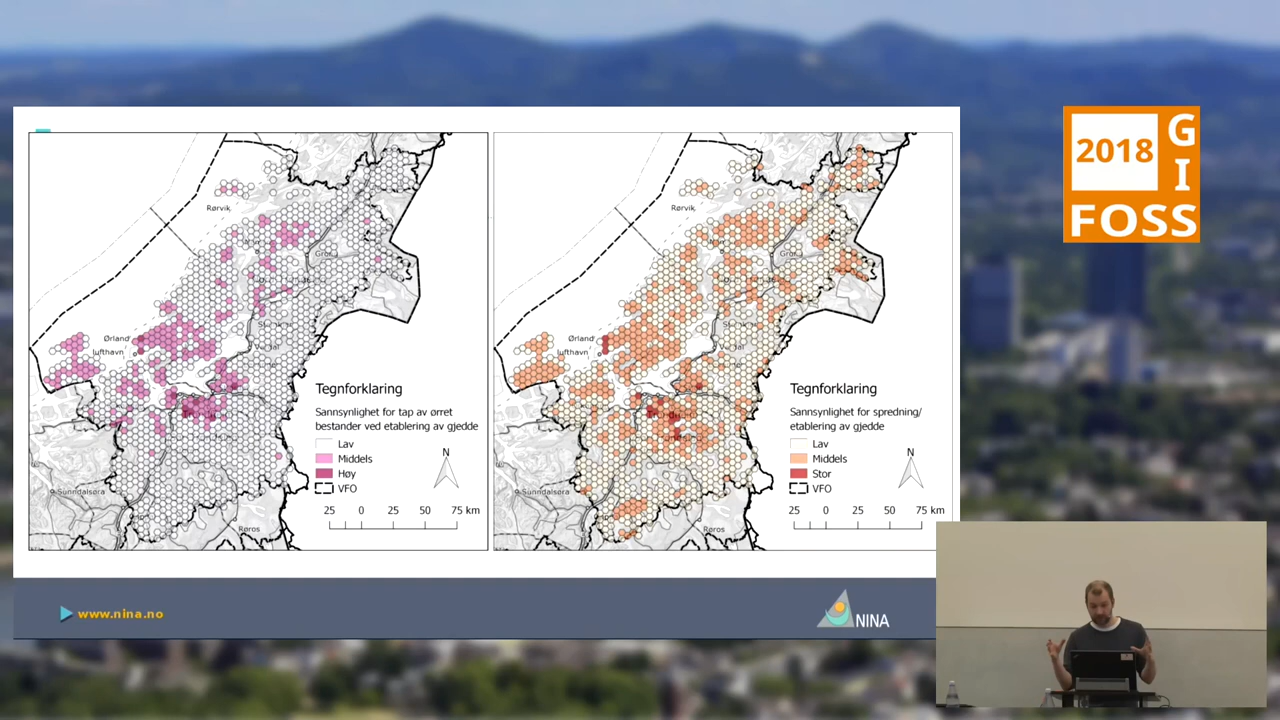 2018
G
I
FOSS
Rørvik
Grong
Ørland
lufthavn
Sunndalsøra
Røros
Tegnforklaring
Sannsynlighet for tap av ørret
bestander ved etablering av gjedde
Lav
Middels
Høy
VFO
N
25 0 25 50 75 km
Rørvik
Ørland
lufthavn
Sunndalsøra
Røros
Tegnforklaring
Sannsynlighet for spredning/
etablering av gjedde
Lav
Middels
Stor
VFO
N
25 0 25 50 75 km
www.nina.no
NINA